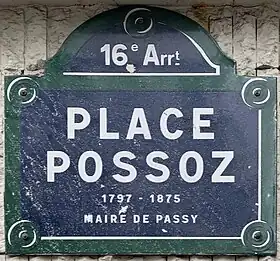 16e Arrt
PLACE
POSSOZ
1797 - 1875
MAIRE DE PASSY